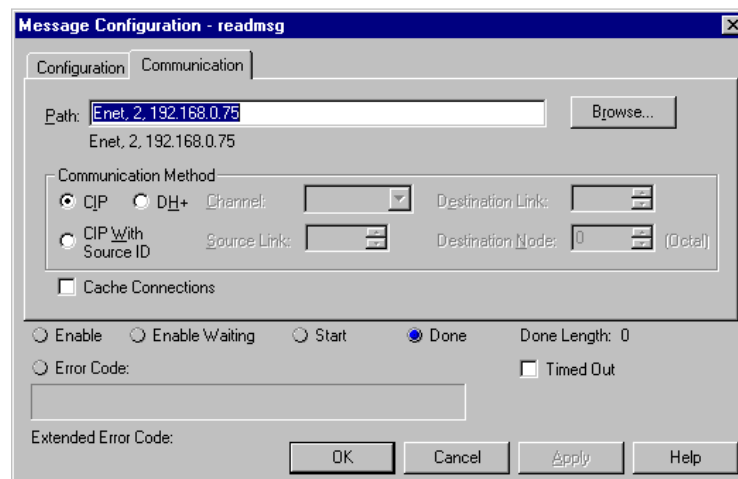 Message Configuration - readmsg
Configuration Communication
Path: Enet, 2, 192.168.0.75 Browse...
Enet, 2, 192.168.0.75
Communication Method
CIP DH+ Channel: Destination Link:
CIP With
Source ID Source Link: Destination Node: 0 (Octal)
Cache Connections
Enable Enable Waiting Start Done Done Length: 0
Error Code: Timed Out
Extended Error Code:
OK Cancel Apply Help